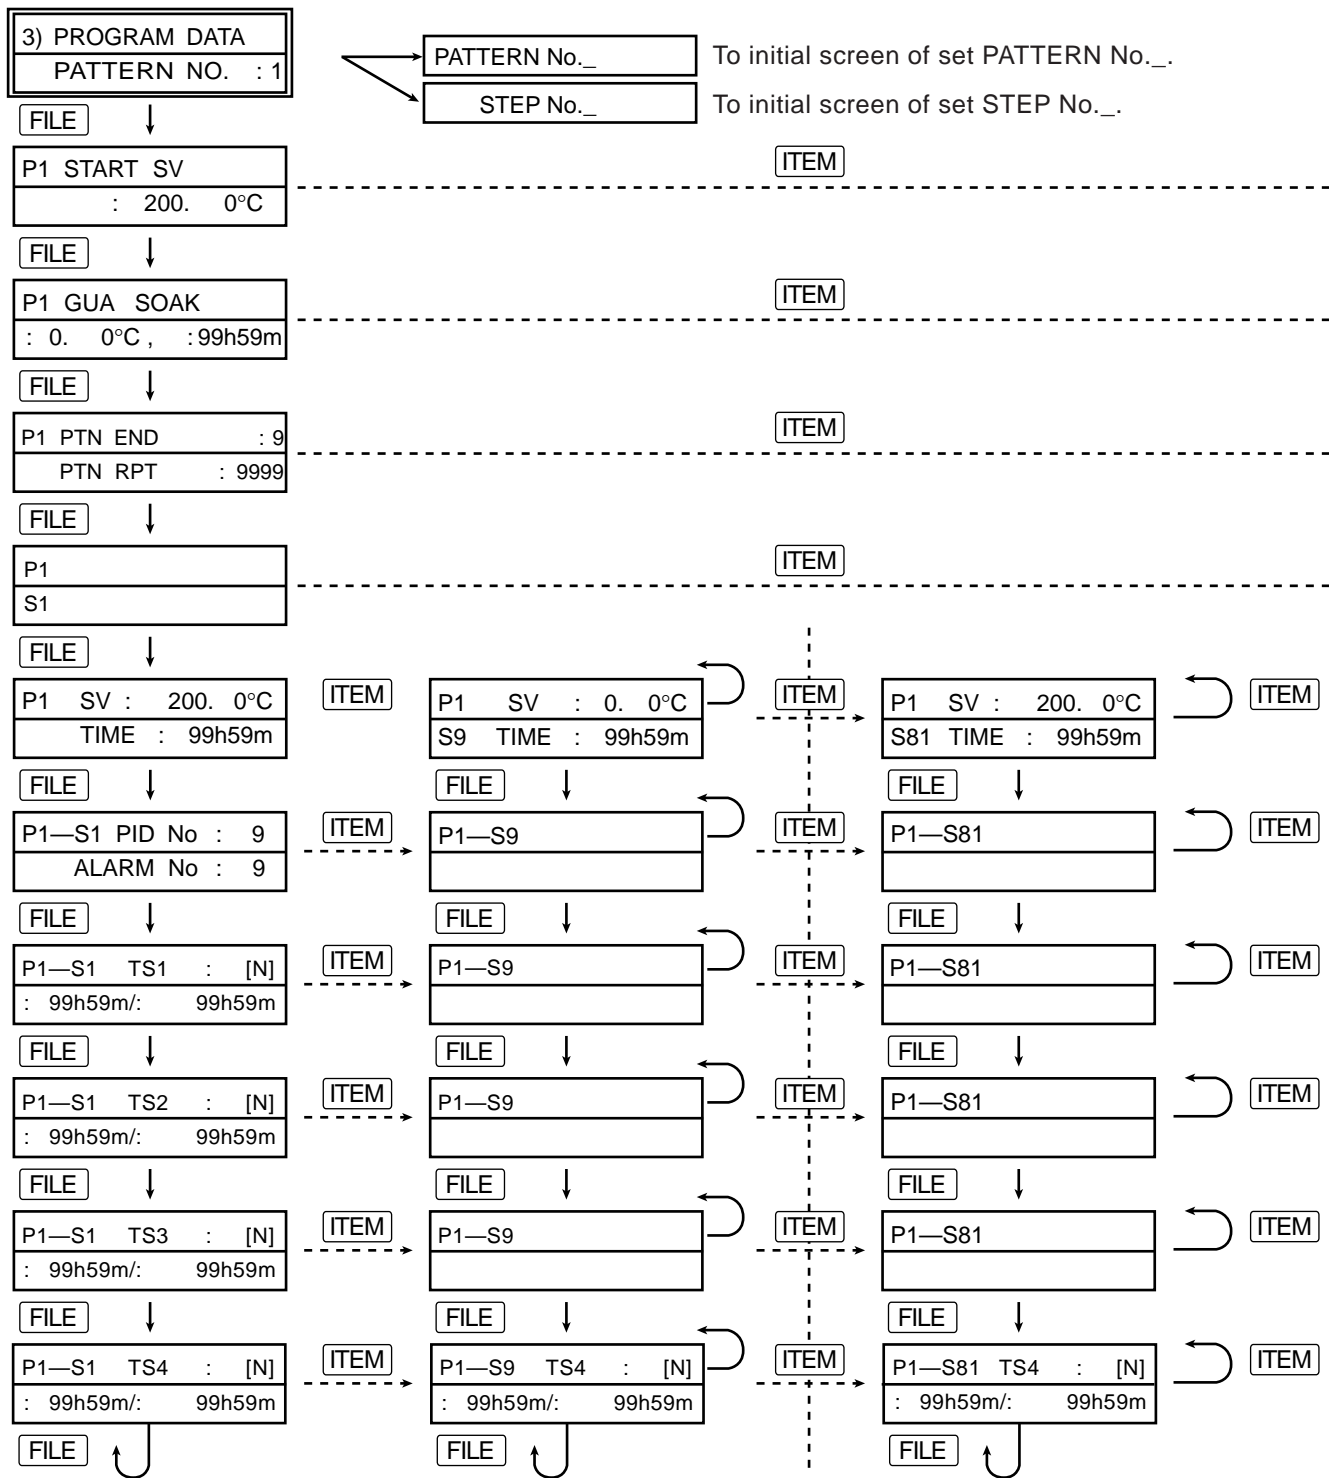 3) PROGRAM DATA
PATTERN NO. : 1
PATTERN No._ To initial screen of set PATTERN No._.
STEP No._ To initial screen of set STEP No._.
FILE
P1 START SV
: 200. 0°C
ITEM
FILE
P1 GUA SOAK
: 0. 0°C , : 99h59m
ITEM
FILE
P1 PTN END : 9
PTN RPT : 9999
ITEM
FILE
P1
S1
ITEM
FILE
P1 SV : 200. 0°C
TIME : 99h59m
ITEM
P1 SV : 0. 0°C
S9 TIME : 99h59m
ITEM
P1 SV : 200. 0°C
S81 TIME : 99h59m
ITEM
FILE FILE FILE
P1—S1 PID No : 9
ALARM No : 9
ITEM
P1—S9
ITEM
P1—S81
ITEM
FILE FILE FILE
P1—S1 TS1 : [N]
: 99h59m/: 99h59m
ITEM
P1—S9
ITEM
P1—S81
ITEM
FILE FILE FILE
P1—S1 TS2 : [N]
: 99h59m/: 99h59m
ITEM
P1—S9
ITEM
P1—S81
ITEM
FILE FILE FILE
P1—S1 TS3 : [N]
: 99h59m/: 99h59m
ITEM
P1—S9
ITEM
P1—S81
ITEM
FILE FILE FILE
P1—S1 TS4 : [N]
: 99h59m/: 99h59m
ITEM
P1—S9 TS4 : [N]
: 99h59m/: 99h59m
ITEM
P1—S81 TS4 : [N]
: 99h59m/: 99h59m
ITEM
FILE FILE FILE